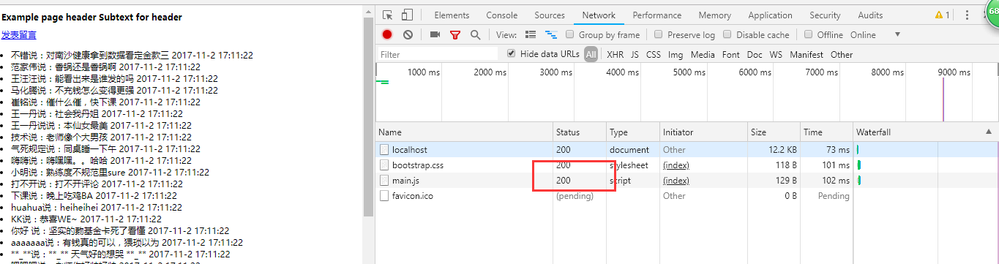 Example page header Subtext for header
发表留言
不错说：对南沙健康拿到数据看定金款三 2017-11-2 17:11:22
范家伟说：香锅还是香锅啊 2017-11-2 17:11:22
王汪汪说：能看出来是谁发的吗 2017-11-2 17:11:22
马化腾说：不充钱怎么变得更强 2017-11-2 17:11:22
崔铭说：催什么催，快下课 2017-11-2 17:11:22
王一丹说：社会我丹姐 2017-11-2 17:11:22
王一丹说说：本仙女最美 2017-11-2 17:11:22
技术说：老师像个大男孩 2017-11-2 17:11:22
气死规定说：同桌睡一下午 2017-11-2 17:11:22
嗨嗨说：嗨嘿嘿。。哈哈 2017-11-2 17:11:22
小明说：熟练度不规范里sure 2017-11-2 17:11:22
打不开说：打不开评论 2017-11-2 17:11:22
下课说：晚上吃鸡BA 2017-11-2 17:11:22
huahua说：heiheihei 2017-11-2 17:11:22
KK说：恭喜WE~ 2017-11-2 17:11:22
你好 说：坚实的勤基金卡死了看懂 2017-11-2 17:11:22
aaaaaaa说：有钱真的可以，猥琐以为 2017-11-2 17:11:22
**_**说：**_** 天气好的想哭 **_** 2017-11-2 17:11:22
Elements Console Sources Network Performance Memory Application Security Audits 1
68
View: Group by frame Preserve log Disable cache Offline Online
Filter Hide data URLs All XHR JS CSS Img Media Font Doc WS Manifest Other
1000 ms 2000 ms 3000 ms 4000 ms 5000 ms 6000 ms 7000 ms 8000 ms 9000 ms
Name Status Type Initiator Size Time Waterfall
localhost 200 document Other 12.2 KB 73 ms
bootstrap.css 200 stylesheet (index) 118 B 101 ms
main.js 200 script (index) 129 B 102 ms
favicon.ico (pending) Other 0 B Pending